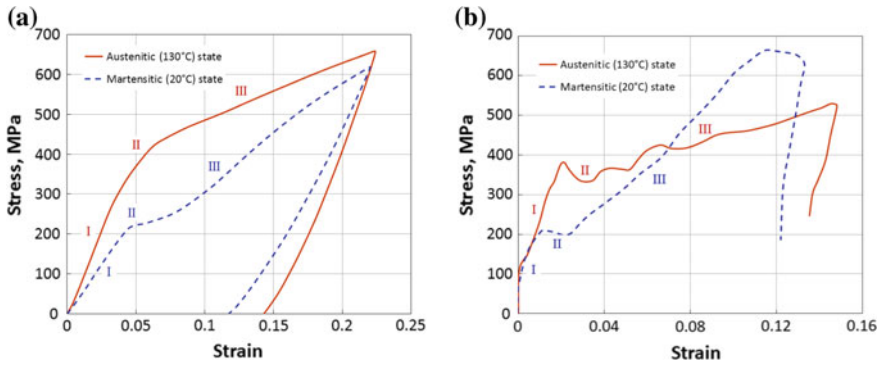 (a)
700
600
500
400
300
200
100
0
Stress, MPa
Austenitic (130°C) state
Martensitic (20°C) state
III
II
III
I
II
I
0
0.05
0.1
0.15
0.2
0.25
Strain
(b)
700
600
500
400
300
200
100
0
Stress, MPa
Austenitic (130°C) state
Martensitic (20°C) state
III
II
III
I
II
I
0
0.04
0.08
0.12
0.16
Strain